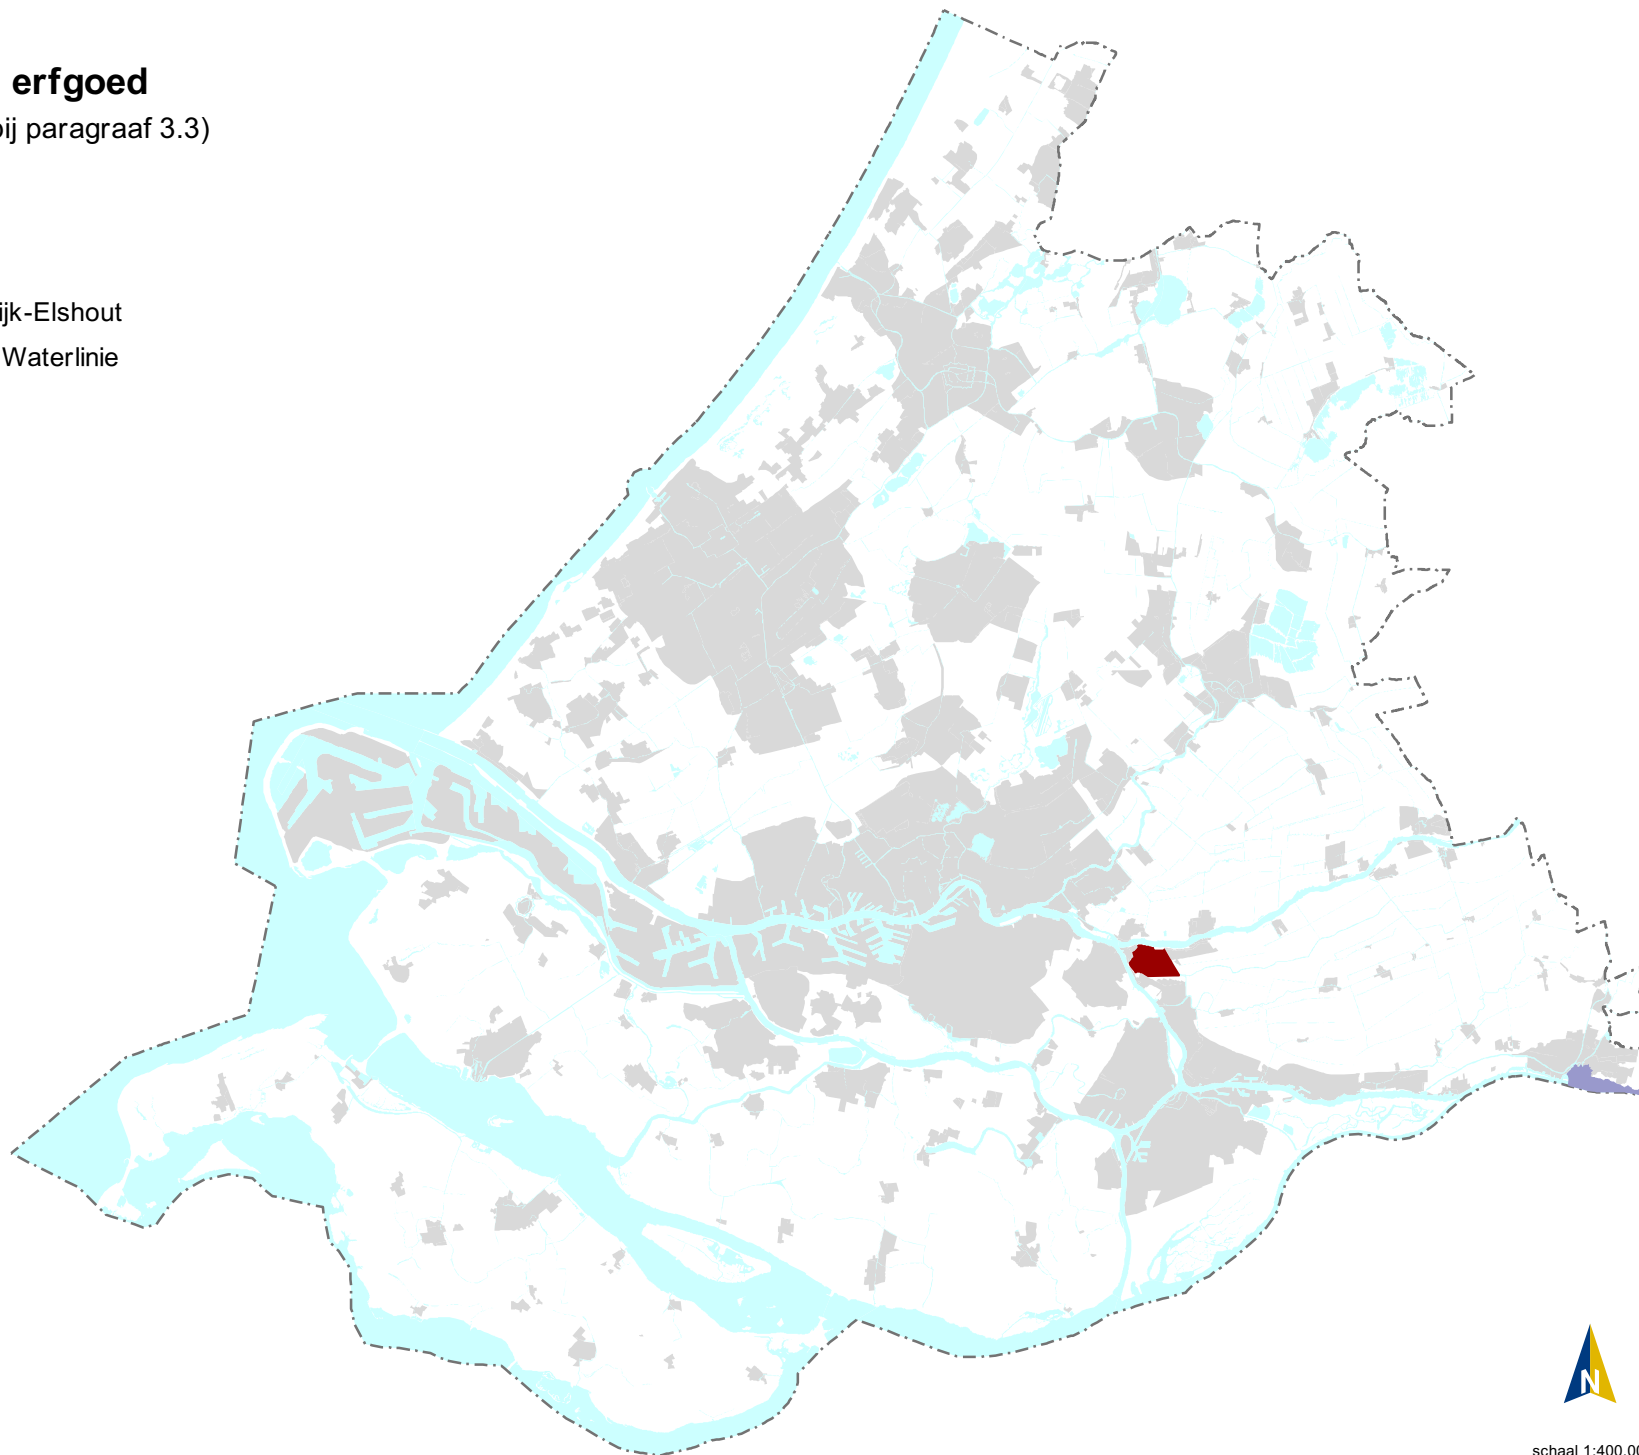 erfgoed
bij paragraaf 3.3)
ijk-Elshout
Waterlinie
N
schaal 1:400.00